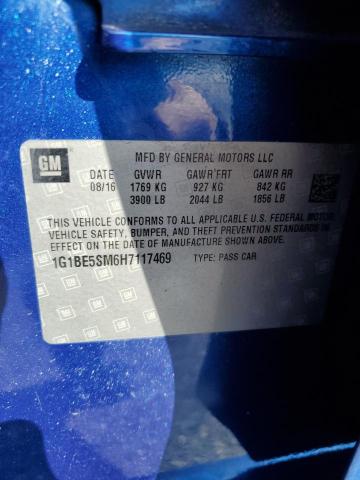 GM
MFD BY GENERAL MOTORS LLC
DATE GVWR GAWR FRT GAWR RR
08/16 1769 KG 927 KG 842 KG
3900 LB 2044 LB 1856 LB
THIS VEHICLE CONFORMS TO ALL APPLICABLE U.S. FEDERAL MOTOR
VEHICLE SAFETY, BUMPER, AND THEFT PREVENTION STANDARDS IN
EFFECT ON THE DATE OF MANUFACTURE SHOWN ABOVE.
1G1BE5SM6H7117469 TYPE: PASS CAR